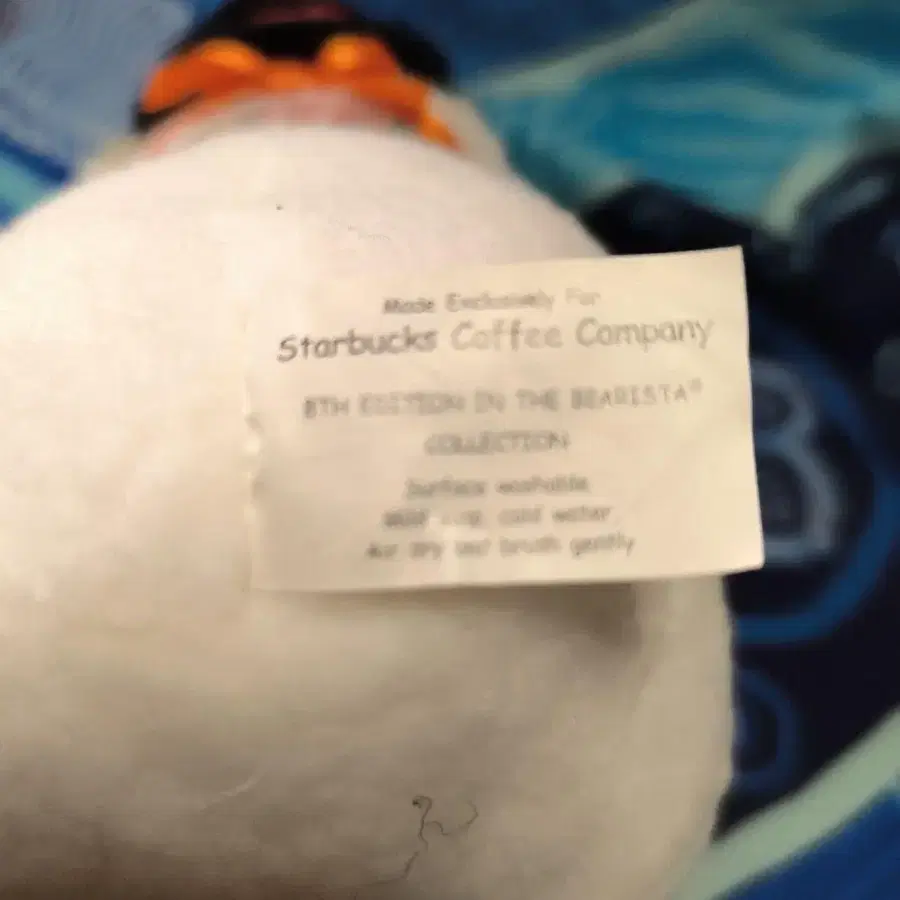 Made Exclusively For
Starbucks Coffee Company
8TH EDITION IN THE BEARISTA®
COLLECTION
Surface washable
cold water
Air dry and brush gently